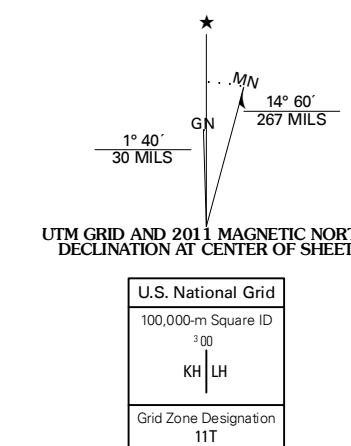 ★
MN
14° 60´
267 MILS
GN
1° 40´
30 MILS
UTM GRID AND 2011 MAGNETIC NORT
DECLINATION AT CENTER OF SHEET
U.S. National Grid
100,000-m Square ID
³00
KH LH
Grid Zone Designation
11T